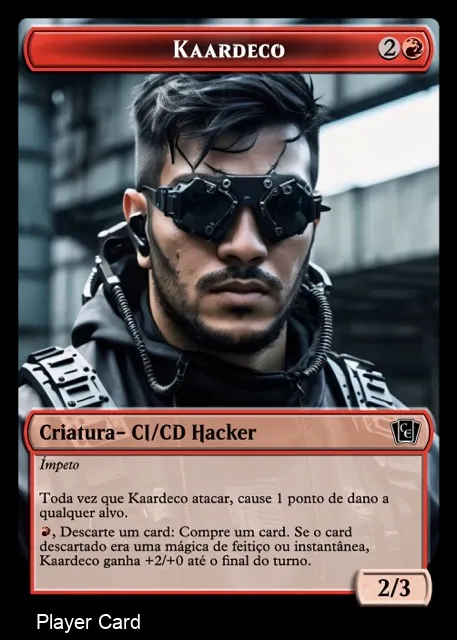 Kaardeco
2
Criatura– CI/CD Hacker
CE
Ímpeto
Toda vez que Kaardeco atacar, cause 1 ponto de dano a
qualquer alvo.
, Descarte um card: Compre um card. Se o card
descartado era uma mágica de feitiço ou instantânea,
Kaardeco ganha +2/+0 até o final do turno.
2/3
Player Card